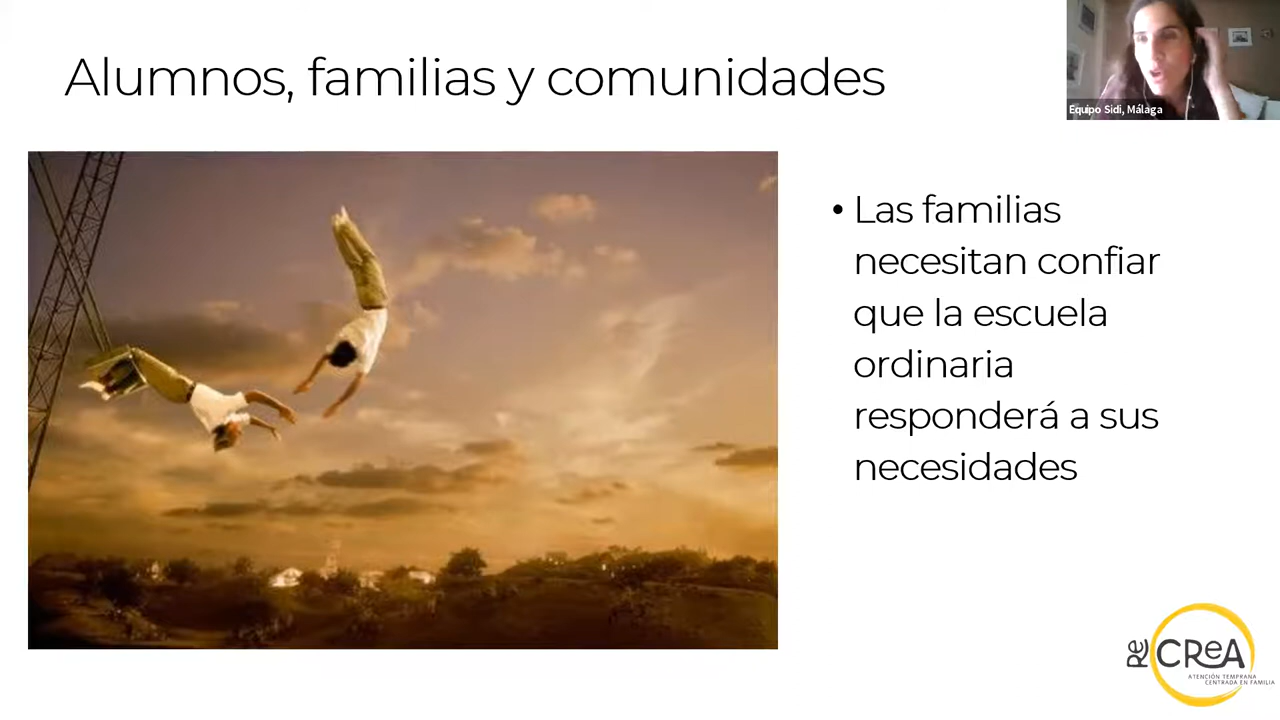 Alumnos, familias y comunidades
Equipo Sidi, Málaga
• Las familias
necesitan confiar
que la escuela
ordinaria
responderá a sus
necesidades
Re
CReA
ATENCIÓN TEMPRANA
CENTRADA EN FAMILIA